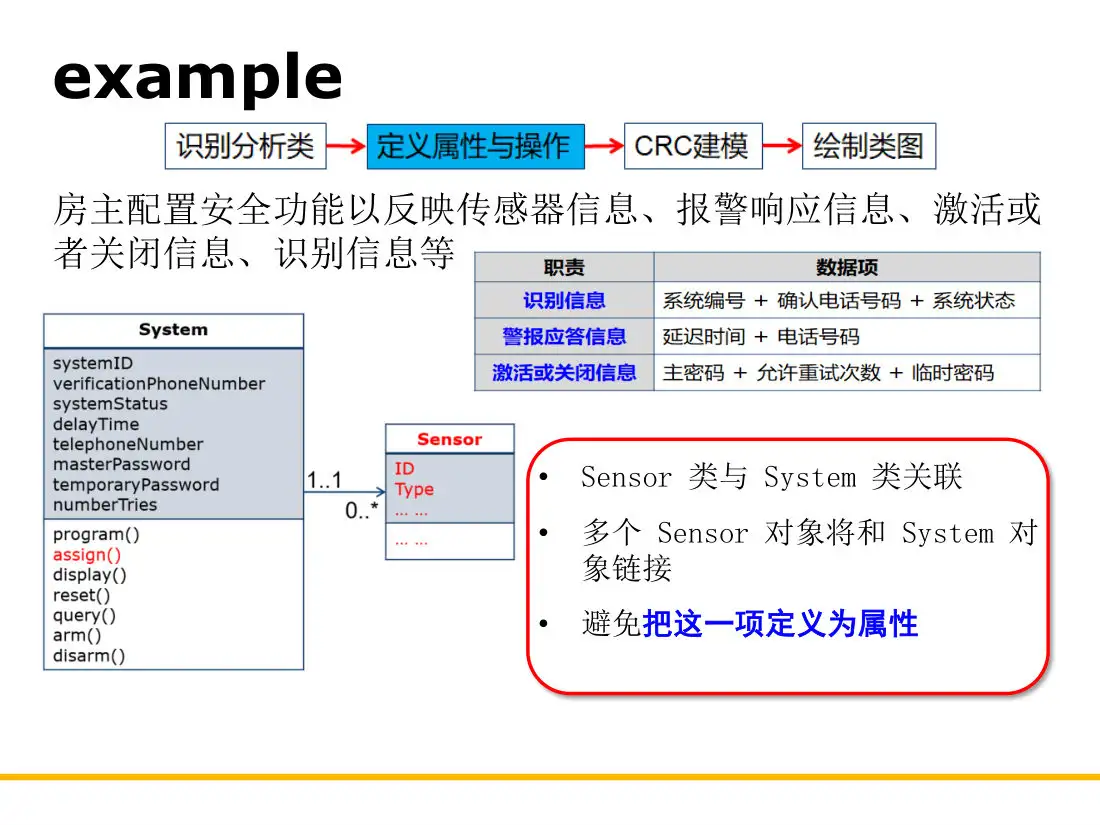 example
识别分析类
定义属性与操作
CRC建模
绘制类图
房主配置安全功能以反映传感器信息、报警响应信息、激活或
者关闭信息、识别信息等
职责 数据项
识别信息 系统编号 + 确认电话号码 + 系统状态
警报应答信息 延迟时间 + 电话号码
激活或关闭信息 主密码 + 允许重试次数 + 临时密码
System
systemID
verificationPhoneNumber
systemStatus
delayTime
telephoneNumber
masterPassword
temporaryPassword
numberTries
program()
assign()
display()
reset()
query()
arm()
disarm()
1..1
0..*
Sensor
ID
Type
... ...
... ...
• Sensor 类与 System 类关联
• 多个 Sensor 对象将和 System 对
象链接
• 避免把这一项定义为属性